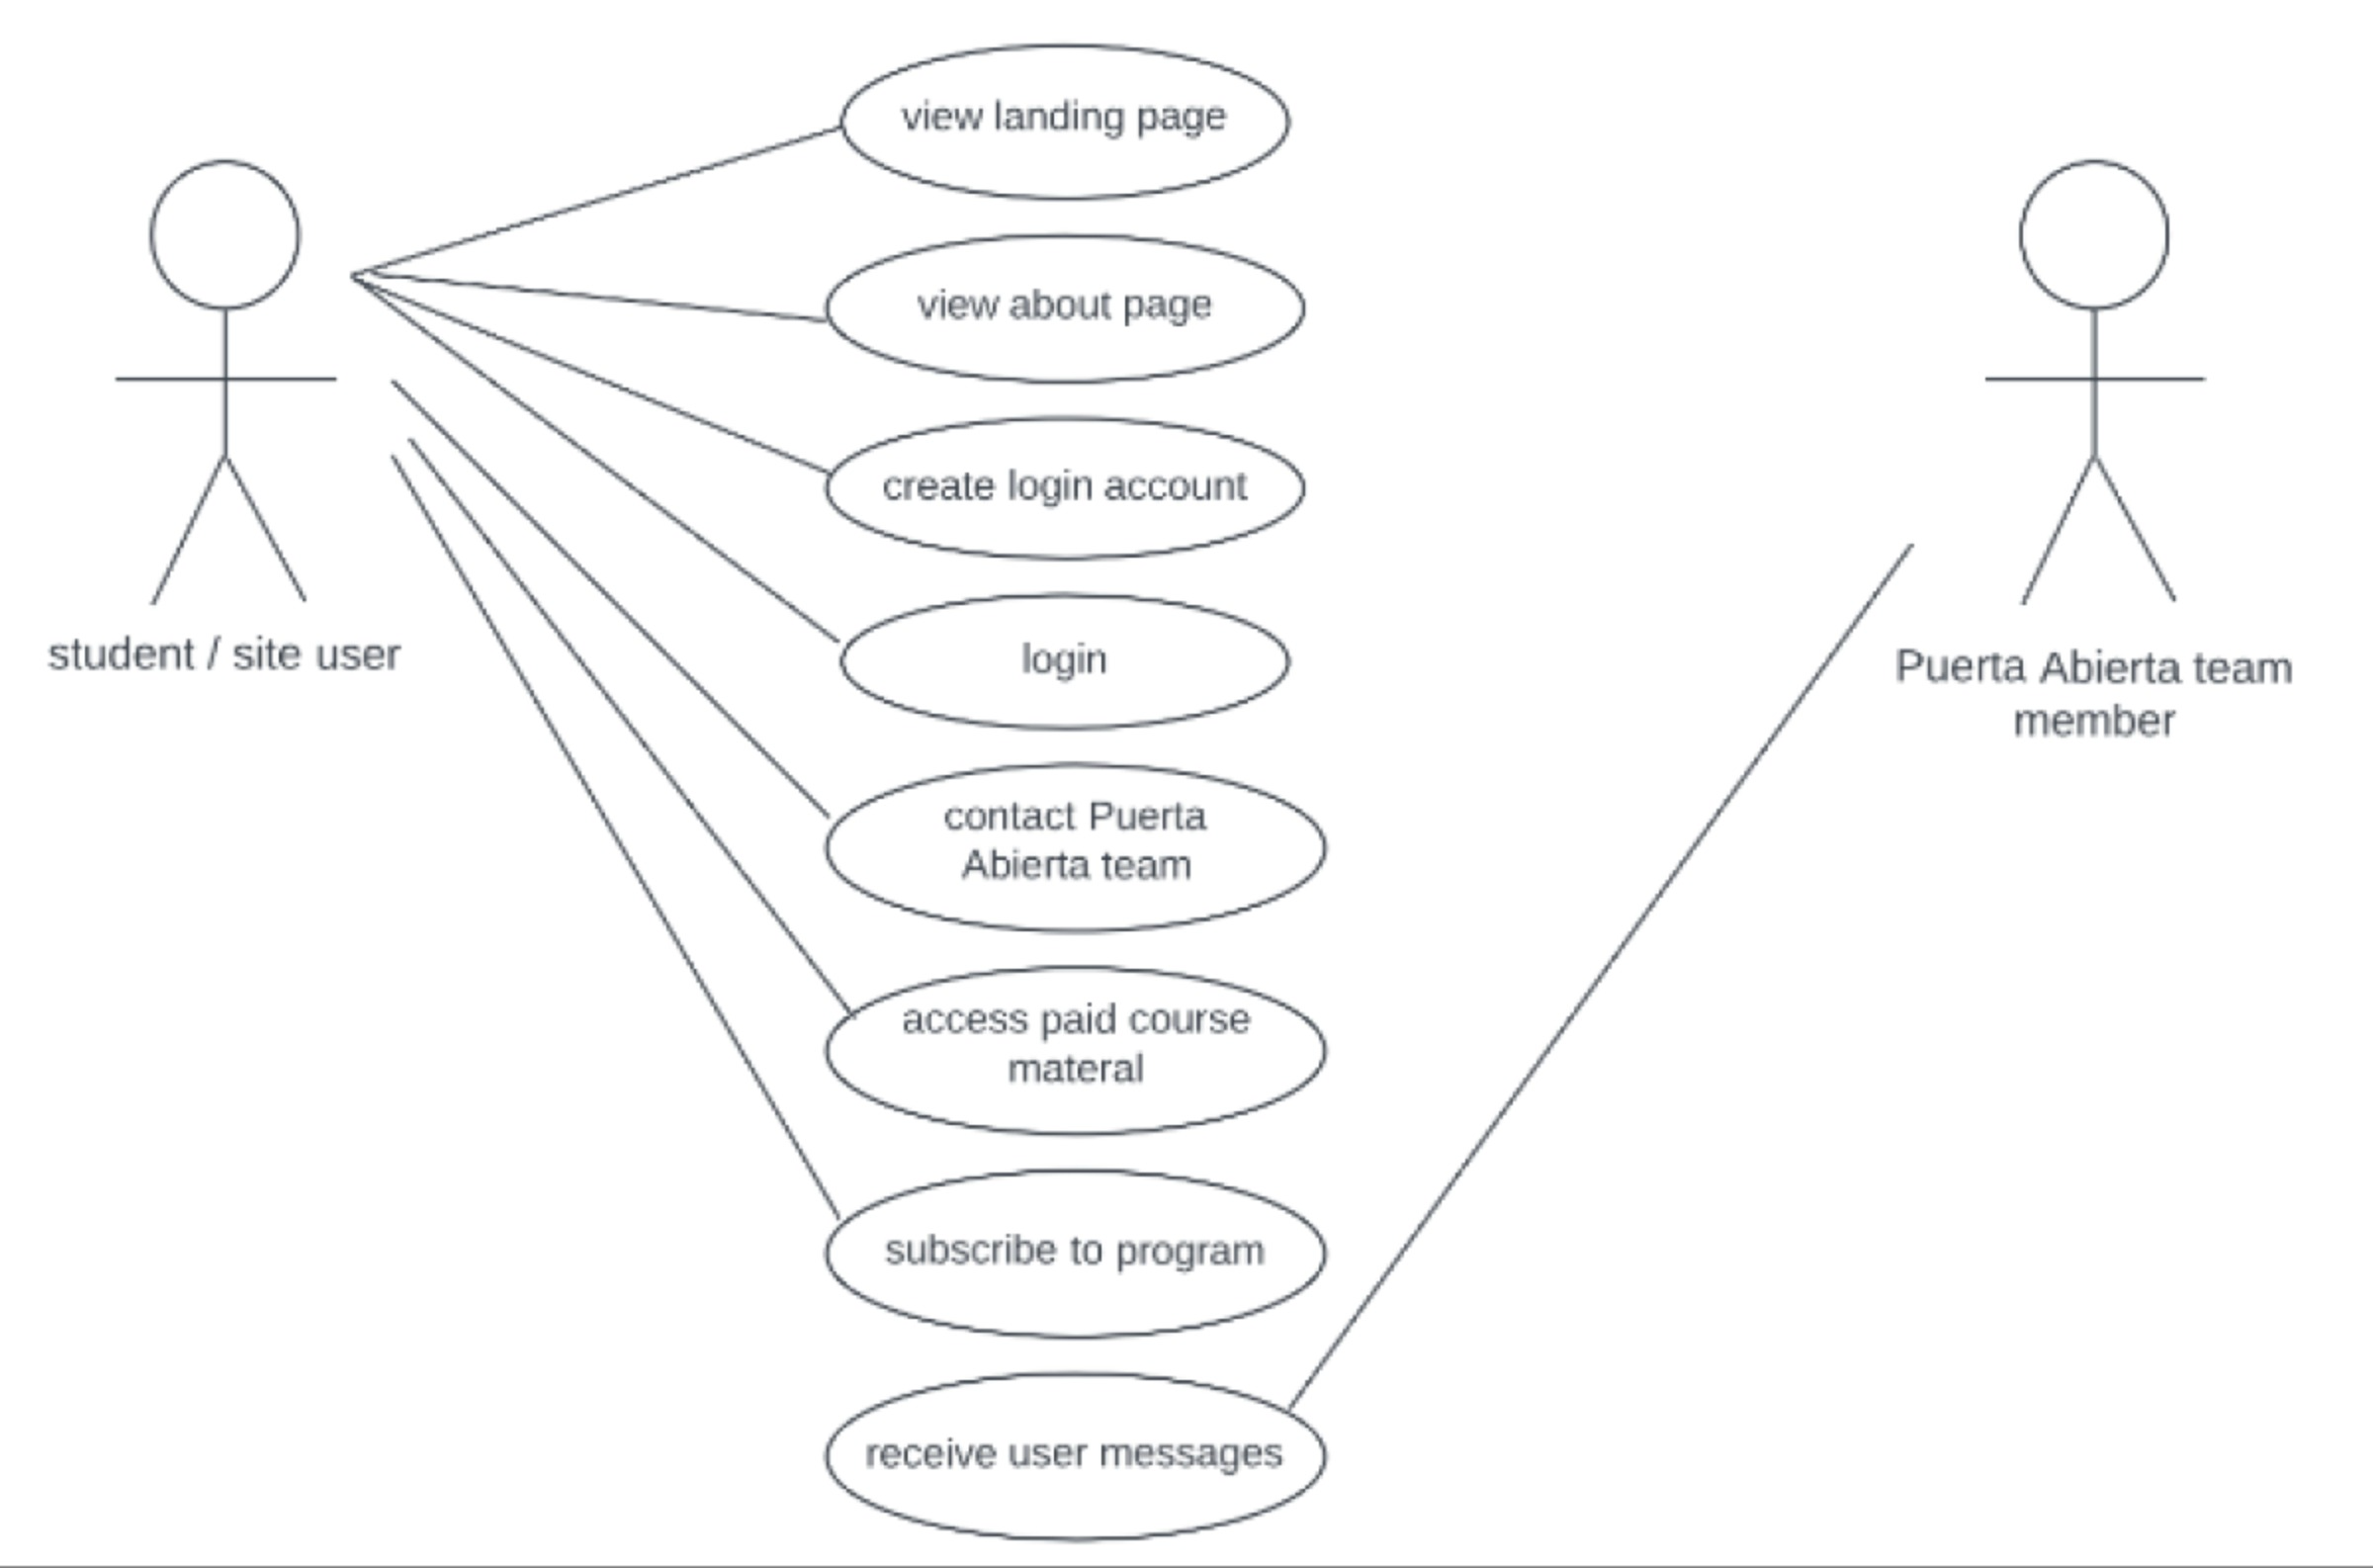 view landing page
view about page
create login account
login
student / site user
Puerta Abierta team
member
contact Puerta
Abierta team
access paid course
materal
subscribe to program
receive user messages